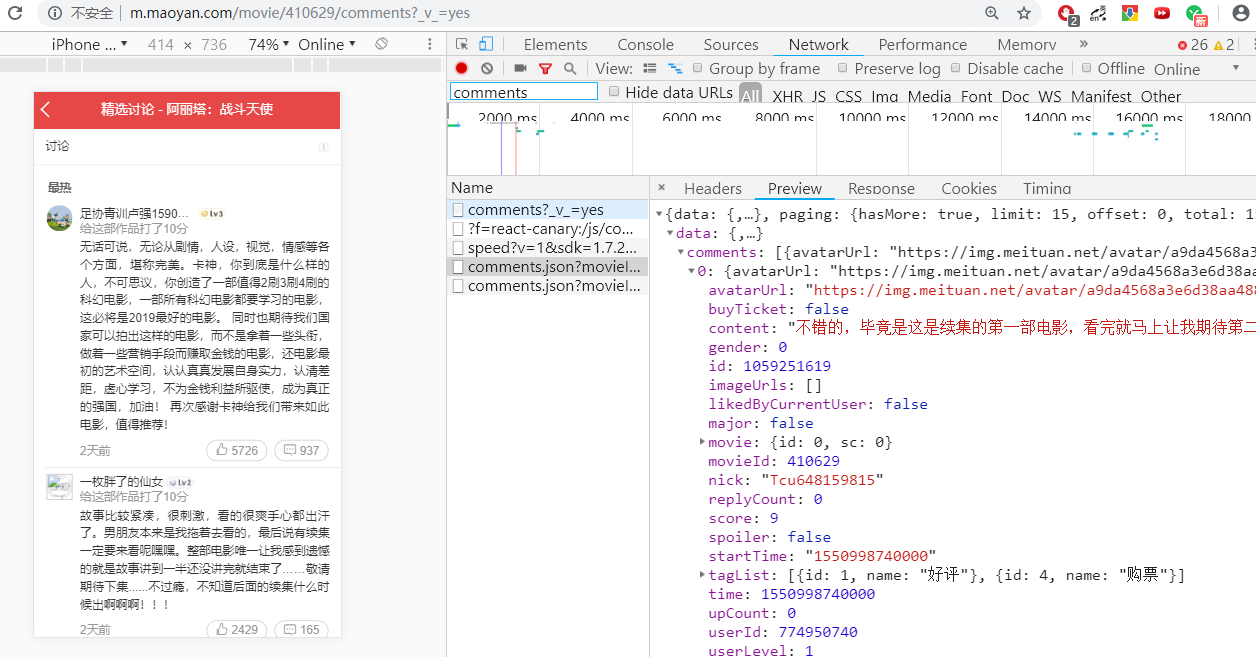 不安全 m.maoyan.com/movie/410629/comments?_v_=yes
iPhone ... 414 × 736 74% Online
Elements Console Sources Network Performance Memory » 26 2
View: Group by frame Preserve log Disable cache Offline Online
comments Hide data URLs All XHR JS CSS Img Media Font Doc WS Manifest Other
2000 ms 4000 ms 6000 ms 8000 ms 10000 ms 12000 ms 14000 ms 16000 ms 18000
精选讨论 - 阿丽塔：战斗天使
讨论
最热
足协青训卢强1590... Lv3
给这部作品打了10分
无话可说，无论从剧情，人设，视觉，情感等各
个方面，堪称完美。卡神，你到底是什么样的
人，不可思议，你创造了一部值得2刷3刷4刷的
科幻电影，一部所有科幻电影都要学习的电影，
这必将是2019最好的电影。 同时也期待我们国
家可以拍出这样的电影，而不是拿着一些头衔，
做着一些营销手段而赚取金钱的电影，还电影最
初的艺术空间，认认真真发展自身实力，认清差
距，虚心学习，不为金钱利益所驱使，成为真正
的强国，加油！ 再次感谢卡神给我们带来如此
电影，值得推荐！
2天前 5726 937
一枚胖了的仙女 Lv2
给这部作品打了10分
故事比较紧凑，很刺激，看的很爽手心都出汗
了。男朋友本来是我拖着去看的，最后说有续集
一定要来看呢嘿嘿。整部电影唯一让我感到遗憾
的就是故事讲到一半还没讲完就结束了……敬请
期待下集……不过瘾，不知道后面的续集什么时
候出啊啊啊！！！
2天前 2429 165
Name
comments?_v_=yes
?f=react-canary:/js/co...
speed?v=1&sdk=1.7.2...
comments.json?movieI...
comments.json?movieI...
× Headers Preview Response Cookies Timing
{data: {,…}, paging: {hasMore: true, limit: 15, offset: 0, total: 1
data: {,…}
comments: [{avatarUrl: "https://img.meituan.net/avatar/a9da4568a3
0: {avatarUrl: "https://img.meituan.net/avatar/a9da4568a3e6d38aa
avatarUrl: "https://img.meituan.net/avatar/a9da4568a3e6d38aa488
buyTicket: false
content: "不错的，毕竟是这是续集的第一部电影，看完就马上让我期待第二
gender: 0
id: 1059251619
imageUrls: []
likedByCurrentUser: false
major: false
movie: {id: 0, sc: 0}
movieId: 410629
nick: "Tcu648159815"
replyCount: 0
score: 9
spoiler: false
startTime: "1550998740000"
tagList: [{id: 1, name: "好评"}, {id: 4, name: "购票"}]
time: 1550998740000
upCount: 0
userId: 774950740
userLevel: 1